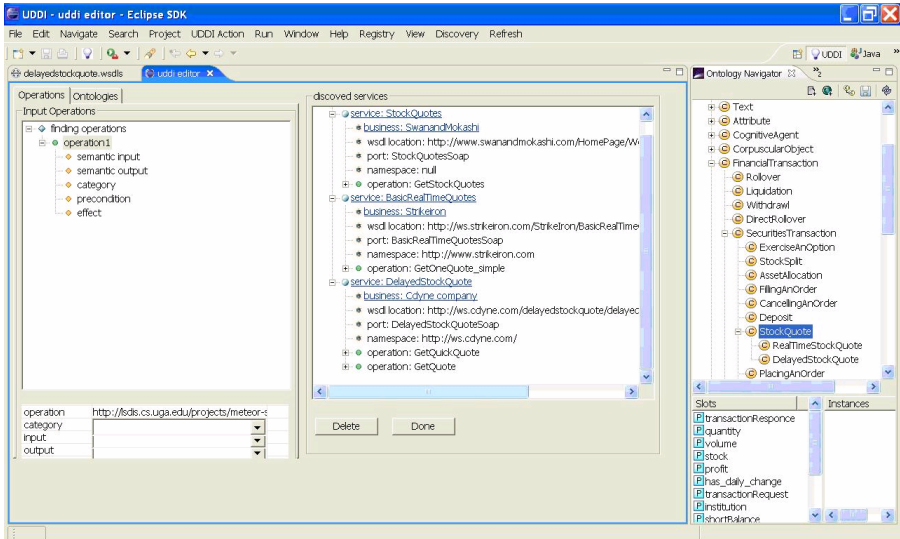 UDDI - uddi editor - Eclipse SDK
File Edit Navigate Search Project UDDI Action Run Window Help Registry View Discovery Refresh
UDDI Java »
delayedstockquote.wsdls uddi editor
Ontology Navigator »2
Operations Ontologies
Input Operations
finding operations
operation1
semantic input
semantic output
category
precondition
effect
operation http://lsdis.cs.uga.edu/projects/meteor-s
category
input
output
discoved services
service: StockQuotes
business: SwanandMokashi
wsdl location: http://www.swanandmokashi.com/HomePage/W
port: StockQuotesSoap
namespace: null
operation: GetStockQuotes
service: BasicRealTimeQuotes
business: Strikeiron
wsdl location: http://ws.strikeiron.com/StrikeIron/BasicRealTime
port: BasicRealTimeQuotesSoap
namespace: http://www.strikeiron.com
operation: GetOneQuote_simple
service: DelayedStockQuote
business: Cdyne company
wsdl location: http://ws.cdyne.com/delayedstockquote/delayec
port: DelayedStockQuoteSoap
namespace: http://ws.cdyne.com/
operation: GetQuickQuote
operation: GetQuote
Delete Done
Text
Attribute
CognitiveAgent
CorpuscularObject
FinancialTransaction
Rollover
Liquidation
Withdrawl
DirectRollover
SecuritiesTransaction
ExerciseAnOption
StockSplit
AssetAllocation
FillingAnOrder
CancellingAnOrder
Deposit
StockQuote
RealTimeStockQuote
DelayedStockQuote
PlacingAnOrder
Slots Instances
transactionResponce
quantity
volume
stock
profit
has_daily_change
transactionRequest
institution
shortBalance